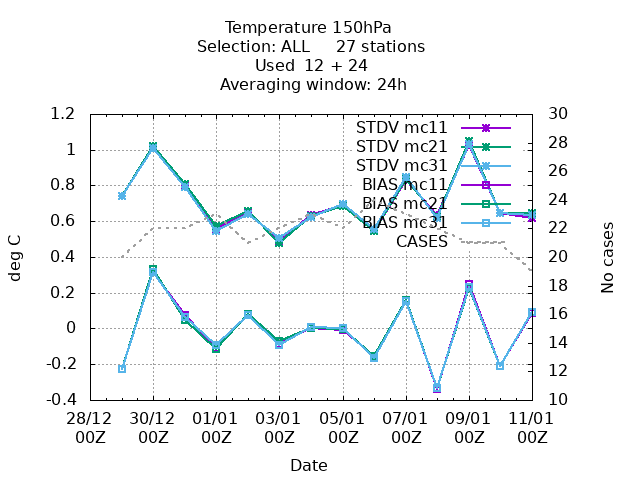 Temperature 150hPa
Selection: ALL     27 stations
Used  12 + 24
Averaging window: 24h
1.2
1
0.8
0.6
0.4
0.2
0
-0.2
-0.4
deg C
30
28
26
24
22
20
18
16
14
12
10
No cases
STDV mc11
STDV mc21
STDV mc31
BIAS mc11
BIAS mc21
BIAS mc31
CASES
28/12 30/12 01/01 03/01 05/01 07/01 09/01 11/01
00Z 00Z 00Z 00Z 00Z 00Z 00Z 00Z
Date